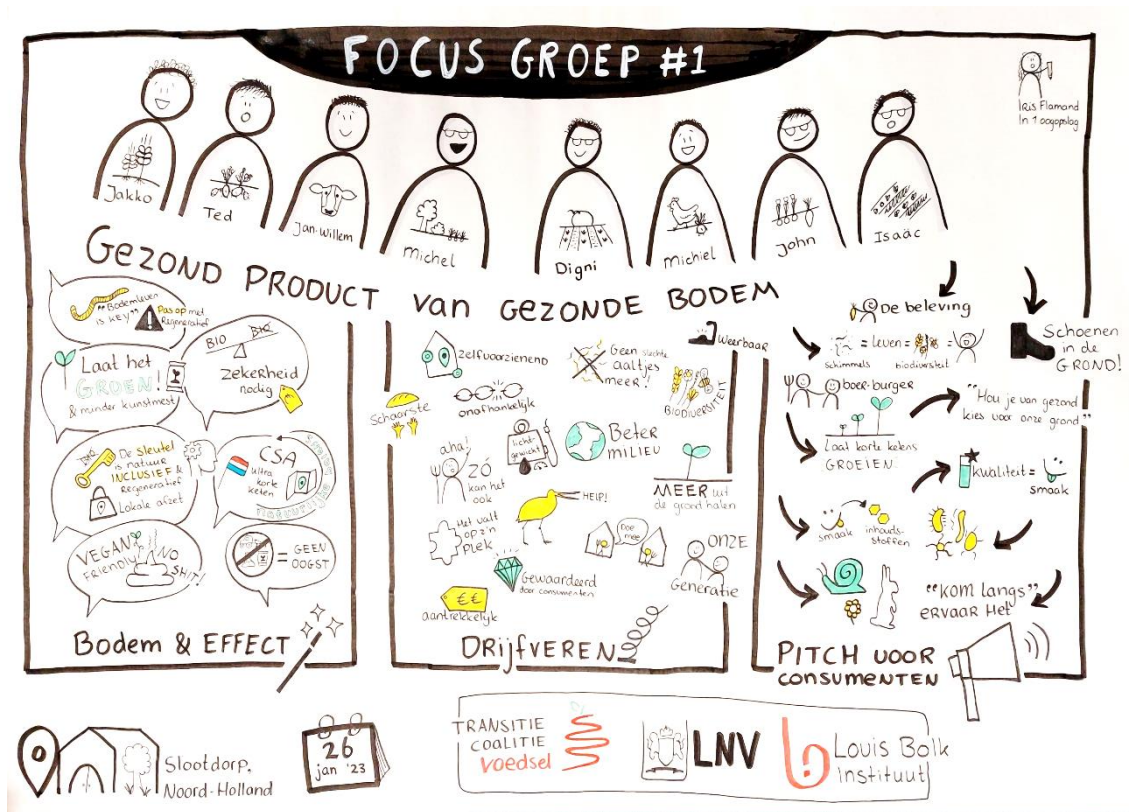 FOCUS GROEP #1
Iris Flamand
In 1 oogopslag
Jakko
Ted
Jan-Willem
Michel
Digni
Michiel
John
Isaäc
GEZOND PRODUCT van GEZONDE BODEM
"Bodemleven
is key"
Pas op met
Regeneratief
Laat het
GROEN!
& minder kunstmest
BIO
BIO
Zekerheid
nodig
De Sleutel
is natuur
INCLUSIEF &
Regeneratief
Lokale afzet
CSA
Ultra
korte
keten
VEGAN
FRIENDLY!
NO
SHIT!
= GEEN
OOGST
Bodem & EFFECT
Zelfvoorzienend
Geen slechte
aaltjes
meer!!
Weerbaar
Schaarste
onafhankelijk
BIODIVERSITEIT
aha!
ZÓ
kan het
ook
licht-
gewicht
Beter
MILIEU
MEER uit
de grond halen
HELP!
Het valt
op z'n
Plek
Doe
mee
ONZE
Generatie
Gewaardeerd
door consumenten
€€
aantrekkelijk
DRIJFVEREN
De beleving
Schoenen
in de
GROND!
= Leven =
=
schimmels
biodiversteit
boer-burger
"Hou je van gezond
kies voor onze grond"
Laat korte ketens
GROEIEN!
kwaliteit =
smaak
smaak
inhouds-
stoffen
"KOM langs"
ERVAAR HET
PITCH VOOR
CONSUMENTEN
Slootdorp,
Noord-Holland
26
jan '23
TRANSITIE
COALITIE
Voedsel
LNV
Louis Bolk
Instituut